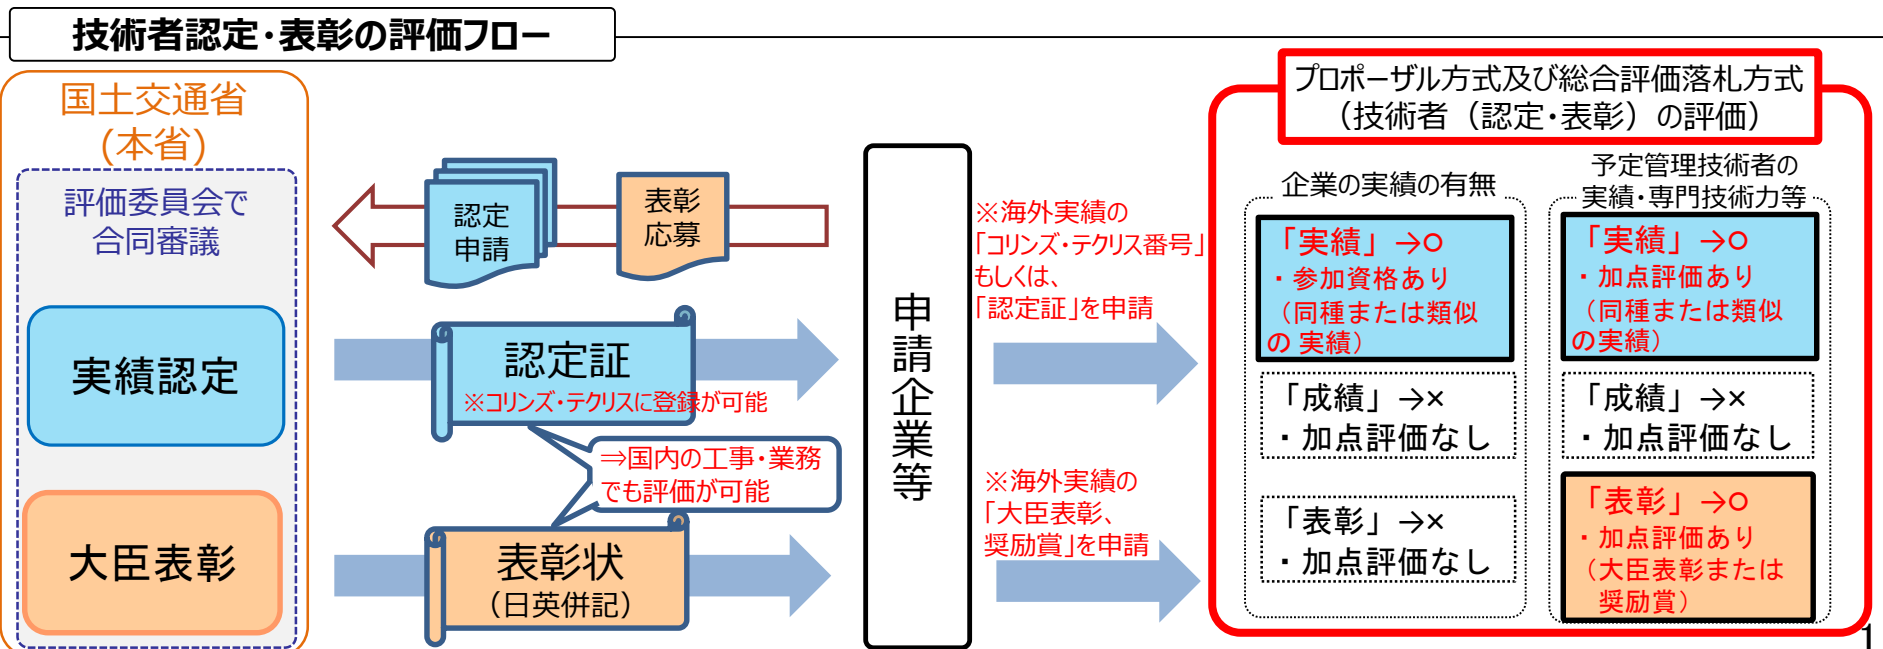 技術者認定・表彰の評価フロー
国土交通省
(本省)
評価委員会で
合同審議
実績認定
大臣表彰
認定
申請
表彰
応募
認定証
※コリンズ・テクリスに登録が可能
⇒国内の工事・業務
でも評価が可能
表彰状
（日英併記）
申請企業等
※海外実績の
「コリンズ・テクリス番号」
もしくは、
「認定証」を申請
※海外実績の
「大臣表彰、
奨励賞」を申請
プロポーザル方式及び総合評価落札方式
（技術者（認定・表彰）の評価）
企業の実績の有無
「実績」→○
・参加資格あり
（同種または類似
の 実績）
「成績」→×
・加点評価なし
「表彰」→×
・加点評価なし
予定管理技術者の
実績・専門技術力等
「実績」→○
・加点評価あり
（同種または類似
の実績）
「成績」→×
・加点評価なし
「表彰」→○
・加点評価あり
（大臣表彰または
奨励賞）
1